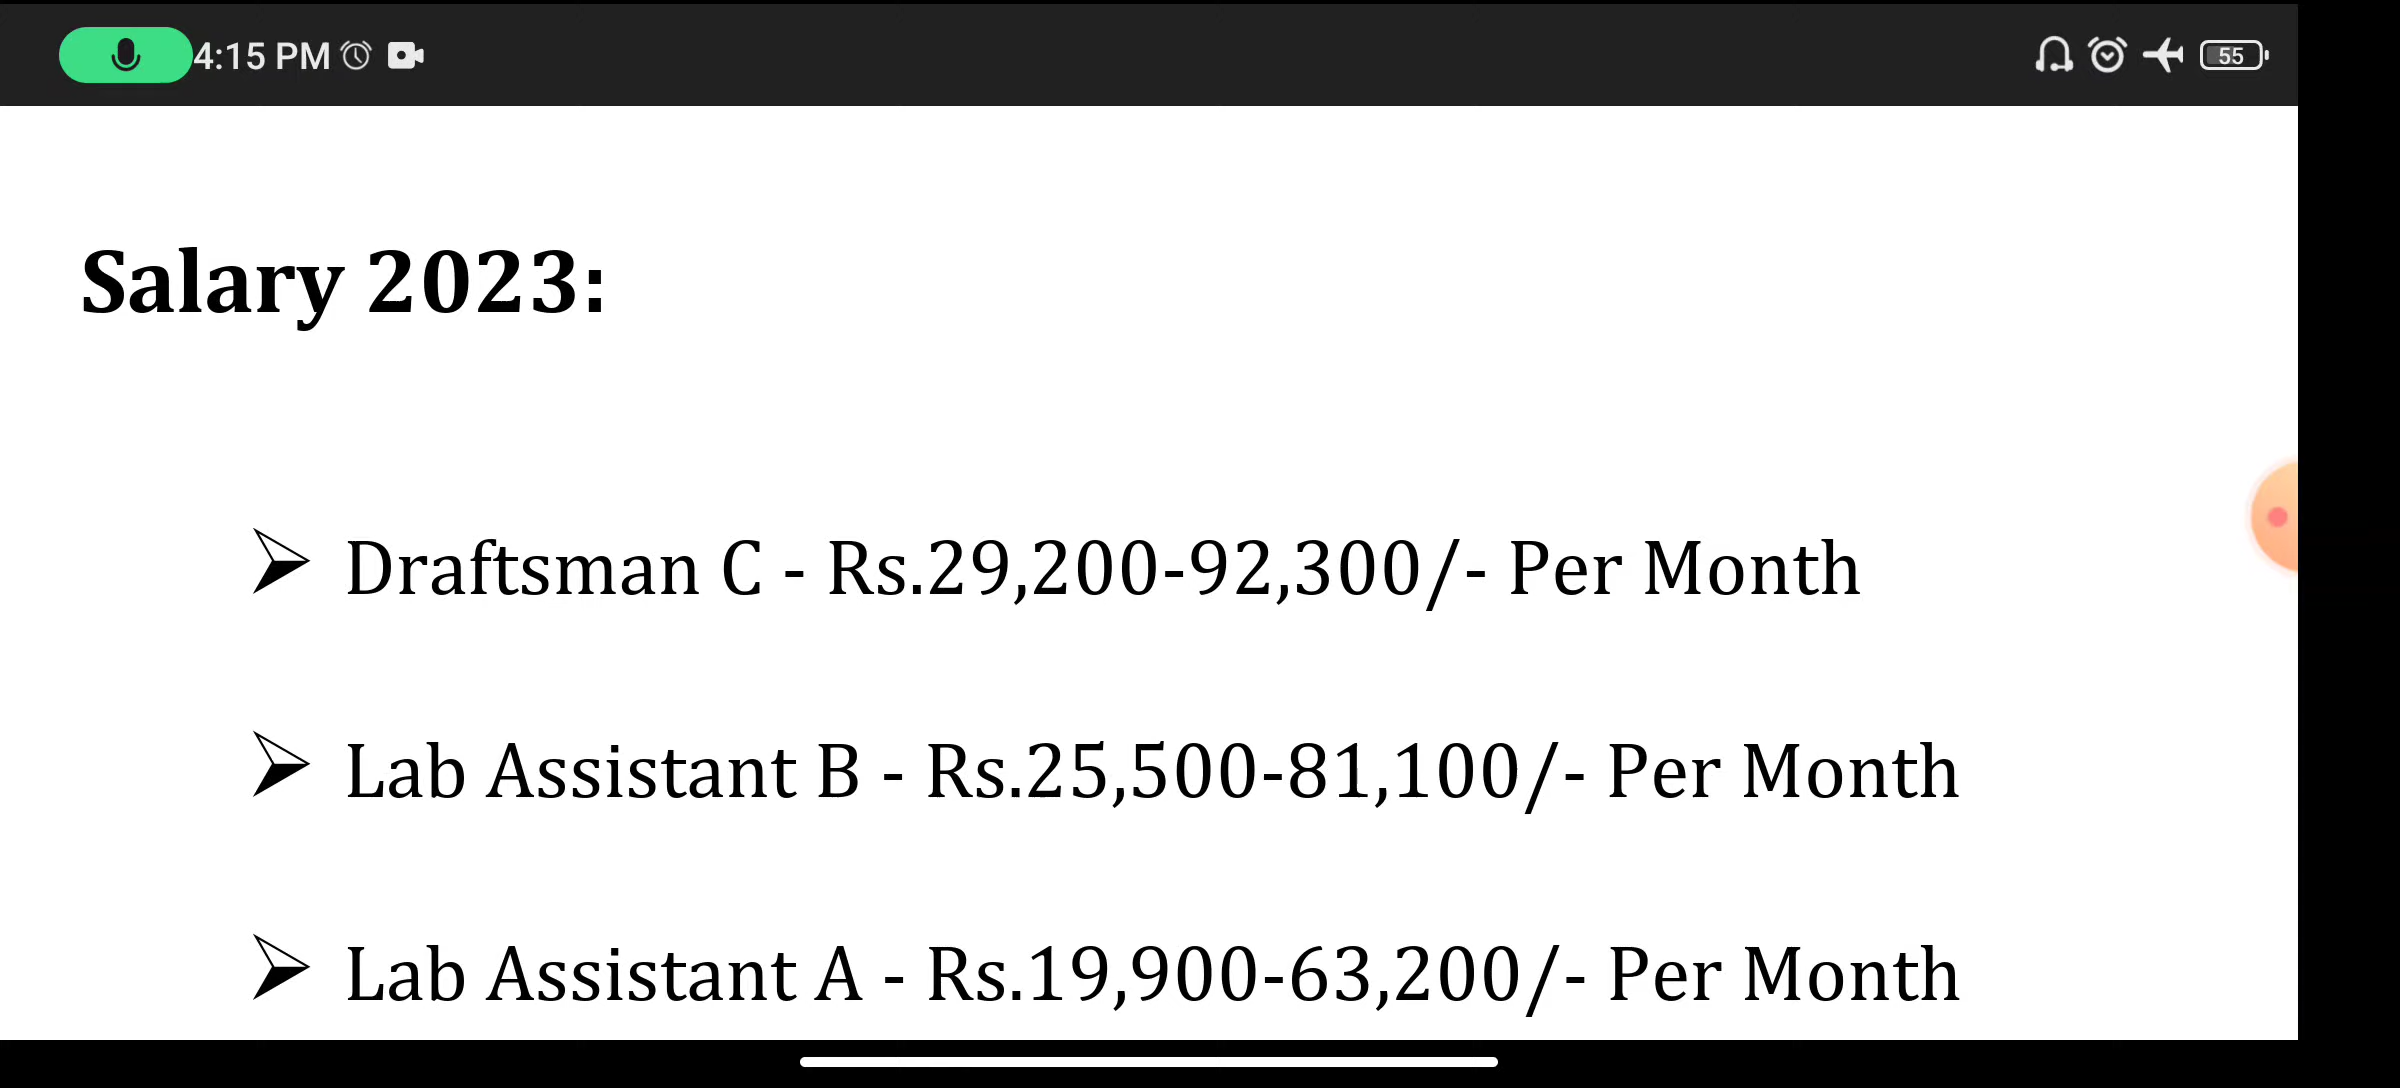 4:15 PM
55
Salary 2023:
Draftsman C - Rs.29,200-92,300/- Per Month
Lab Assistant B - Rs.25,500-81,100/- Per Month
Lab Assistant A - Rs.19,900-63,200/- Per Month